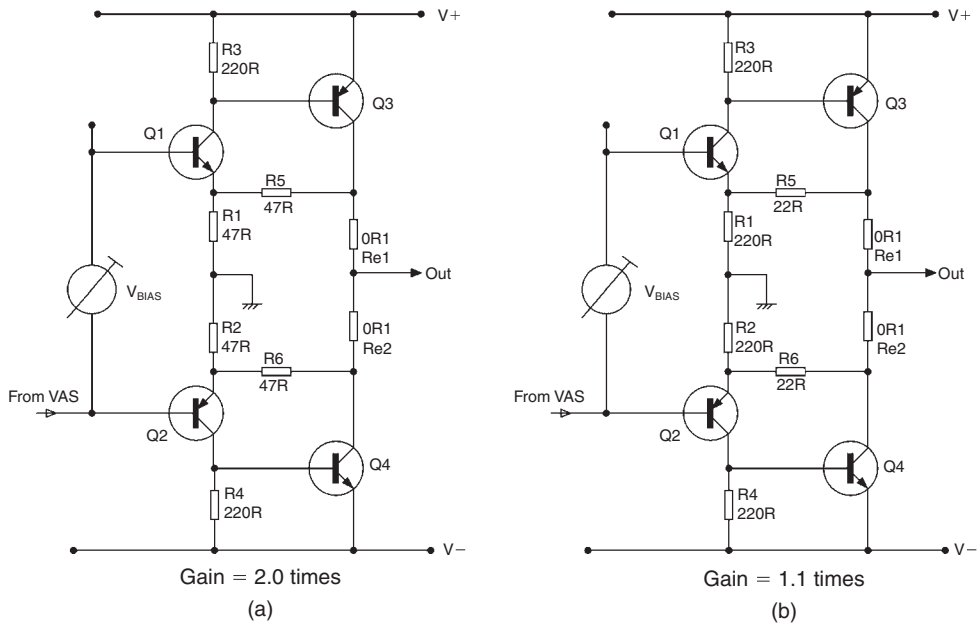 V+
R3
220R
Q3
Q1
R5
47R
R1
47R
0R1
Re1
Out
V_BIAS
R2
47R
0R1
Re2
R6
47R
From VAS
Q2
Q4
R4
220R
V−
Gain = 2.0 times
(a)
V+
R3
220R
Q3
Q1
R5
22R
R1
220R
0R1
Re1
Out
V_BIAS
R2
220R
0R1
Re2
R6
22R
From VAS
Q2
Q4
R4
220R
V−
Gain = 1.1 times
(b)